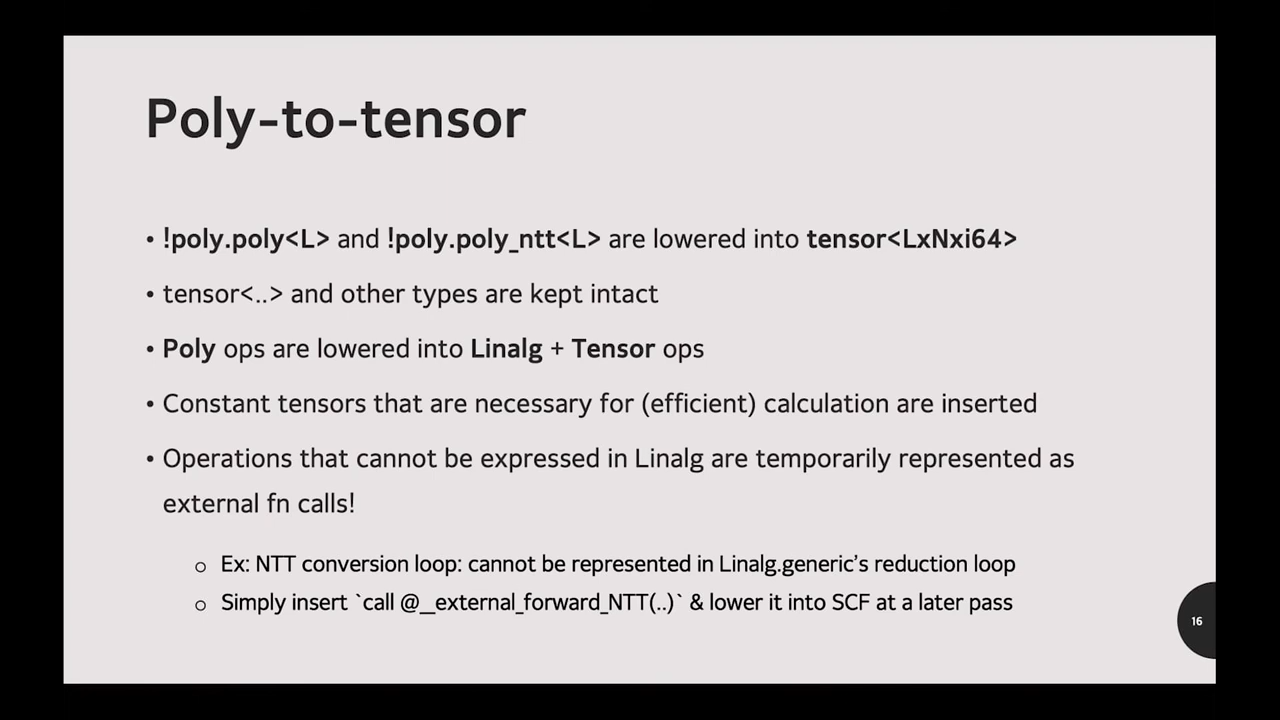 Poly-to-tensor
• !poly.poly<L> and !poly.poly_ntt<L> are lowered into tensor<LxNxi64>
• tensor<..> and other types are kept intact
• Poly ops are lowered into Linalg + Tensor ops
• Constant tensors that are necessary for (efficient) calculation are inserted
• Operations that cannot be expressed in Linalg are temporarily represented as
external fn calls!
o Ex: NTT conversion loop: cannot be represented in Linalg.generic’s reduction loop
o Simply insert `call @__external_forward_NTT(..)` & lower it into SCF at a later pass
16